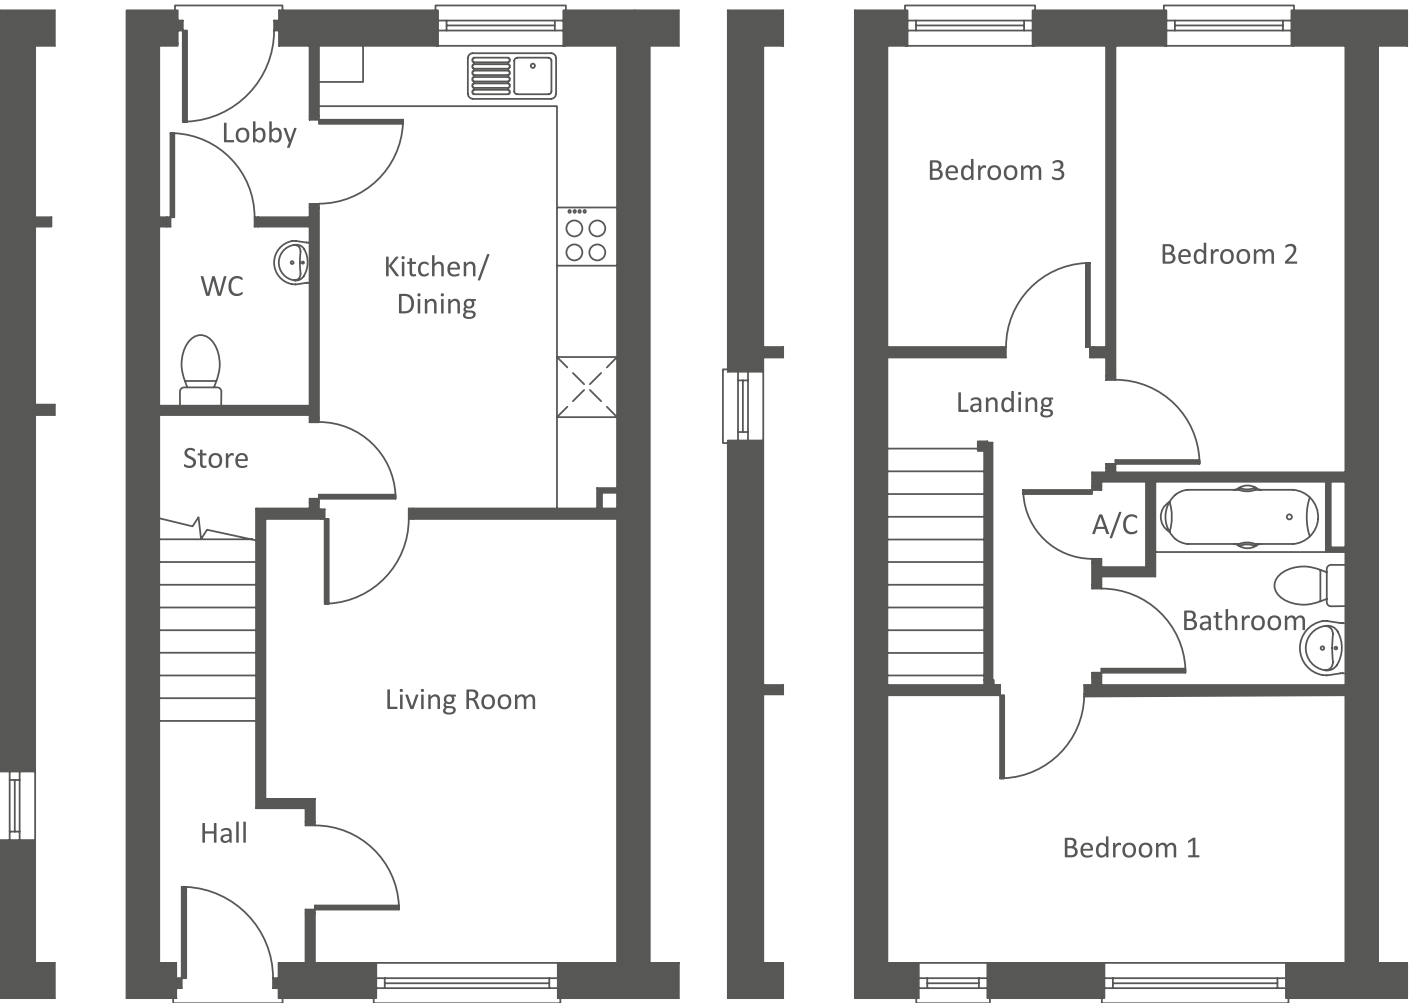 Lobby
Kitchen/
Dining
WC
Store
Living Room
Hall
Bedroom 3
Bedroom 2
Landing
A/C
Bathroom
Bedroom 1